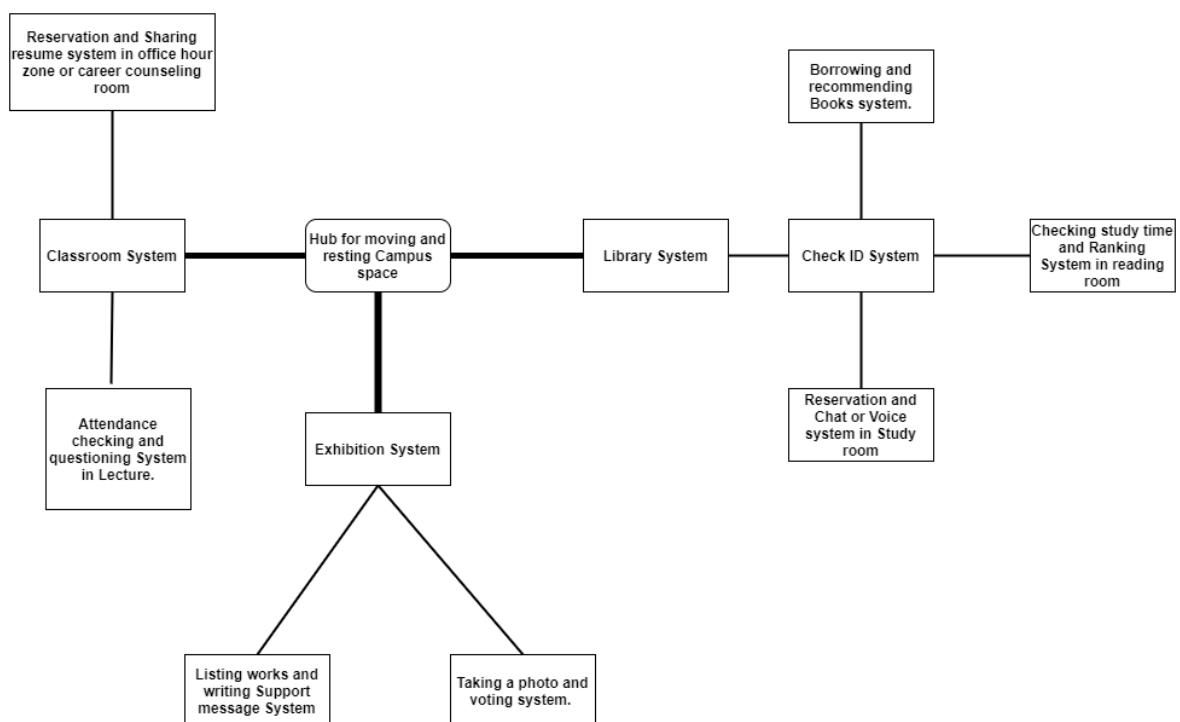 Reservation and Sharing
resume system in office hour
zone or career counseling
room
Borrowing and
recommending
Books system.
Classroom System
Hub for moving and
resting Campus
space
Library System
Check ID System
Checking study time
and Ranking
System in reading
room
Attendance
checking and
questioning System
in Lecture.
Exhibition System
Reservation and
Chat or Voice
system in Study
room
Listing works and
writing Support
message System
Taking a photo and
voting system.